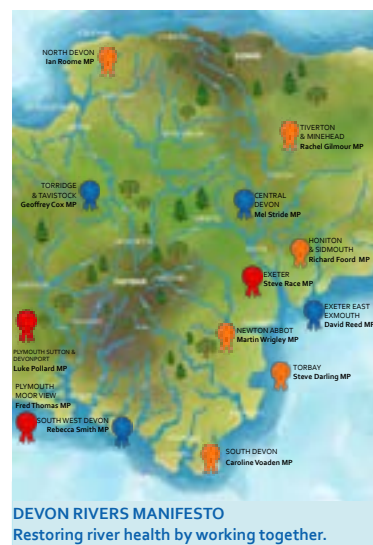 NORTH DEVON
Ian Roome MP
TIVERTON
& MINEHEAD
Rachel Gilmour MP
TORRIDGE
& TAVISTOCK
Geoffrey Cox MP
CENTRAL
DEVON
Mel Stride MP
HONITON
& SIDMOUTH
Richard Foord MP
EXETER
Steve Race MP
EXETER EAST
EXMOUTH
David Reed MP
NEWTON ABBOT
Martin Wrigley MP
PLYMOUTH SUTTON &
DEVONPORT
Luke Pollard MP
TORBAY
Steve Darling MP
PLYMOUTH
MOOR VIEW
Fred Thomas MP
SOUTH WEST DEVON
Rebecca Smith MP
SOUTH DEVON
Caroline Voaden MP
DEVON RIVERS MANIFESTO
Restoring river health by working together.